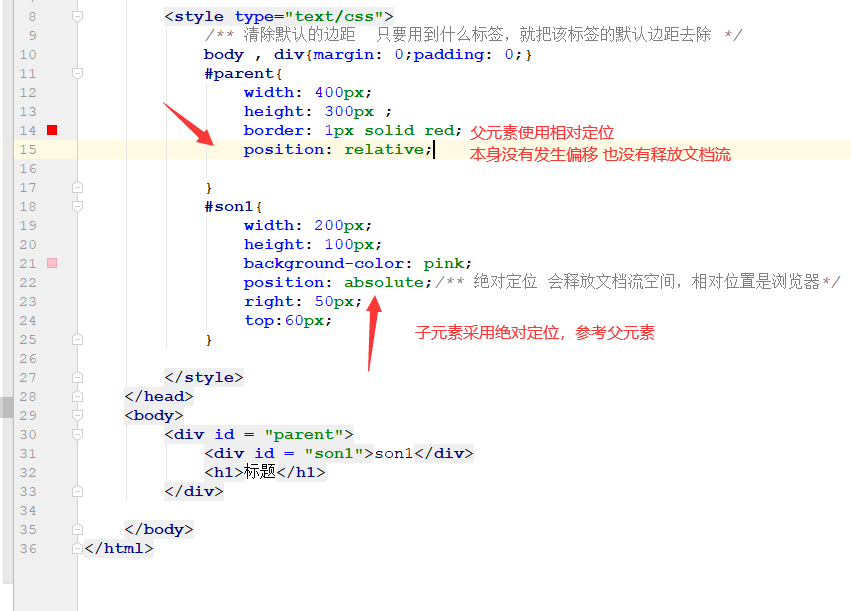 8 <style type="text/css">
9 /** 清除默认的边距 只要用到什么标签，就把该标签的默认边距去除 */
10 body , div{margin: 0;padding: 0;}
11 #parent{
12 width: 400px;
13 height: 300px ;
14 border: 1px solid red; 父元素使用相对定位
15 position: relative; 本身没有发生偏移 也没有释放文档流
16
17 }
18 #son1{
19 width: 200px;
20 height: 100px;
21 background-color: pink;
22 position: absolute;/** 绝对定位 会释放文档流空间，相对位置是浏览器*/
23 right: 50px;
24 top:60px;
子元素采用绝对定位，参考父元素
25 }
26
27 </style>
28 </head>
29 <body>
30 <div id = "parent">
31 <div id = "son1">son1</div>
32 <h1>标题</h1>
33 </div>
34
35 </body>
36 </html>